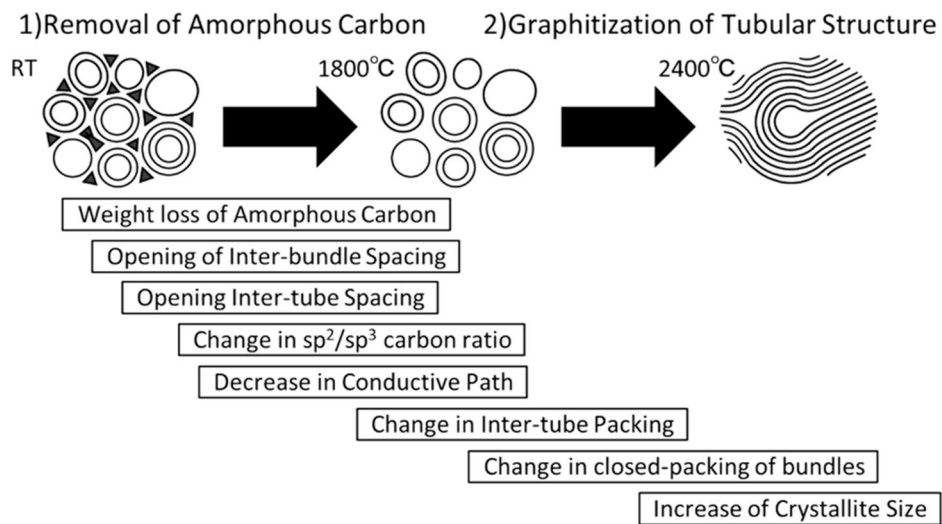 1)Removal of Amorphous Carbon
2)Graphitization of Tubular Structure
RT
1800℃
2400℃
Weight loss of Amorphous Carbon
Opening of Inter-bundle Spacing
Opening Inter-tube Spacing
Change in sp²/sp³ carbon ratio
Decrease in Conductive Path
Change in Inter-tube Packing
Change in closed-packing of bundles
Increase of Crystallite Size